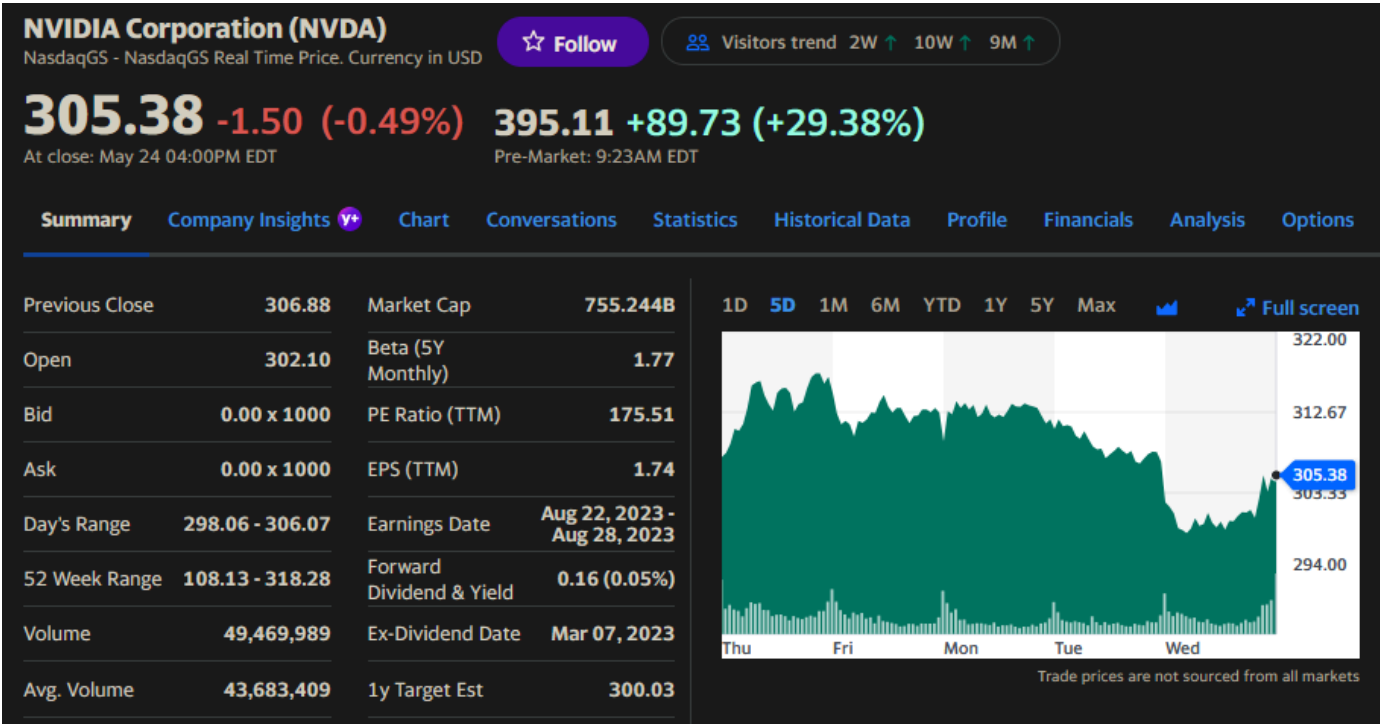 NVIDIA Corporation (NVDA)
NasdaqGS - NasdaqGS Real Time Price. Currency in USD
Follow
Visitors trend 2W ↑ 10W ↑ 9M ↑
305.38 -1.50 (-0.49%)
At close: May 24 04:00PM EDT
395.11 +89.73 (+29.38%)
Pre-Market: 9:23AM EDT
Summary Company Insights Y+ Chart Conversations Statistics Historical Data Profile Financials Analysis Options
Previous Close 306.88
Open 302.10
Bid 0.00 x 1000
Ask 0.00 x 1000
Day's Range 298.06 - 306.07
52 Week Range 108.13 - 318.28
Volume 49,469,989
Avg. Volume 43,683,409
Market Cap 755.244B
Beta (5Y
Monthly) 1.77
PE Ratio (TTM) 175.51
EPS (TTM) 1.74
Earnings Date Aug 22, 2023 -
Aug 28, 2023
Forward
Dividend & Yield 0.16 (0.05%)
Ex-Dividend Date Mar 07, 2023
1y Target Est 300.03
1D 5D 1M 6M YTD 1Y 5Y Max Full screen
322.00
312.67
305.38
303.33
294.00
Thu Fri Mon Tue Wed
Trade prices are not sourced from all markets